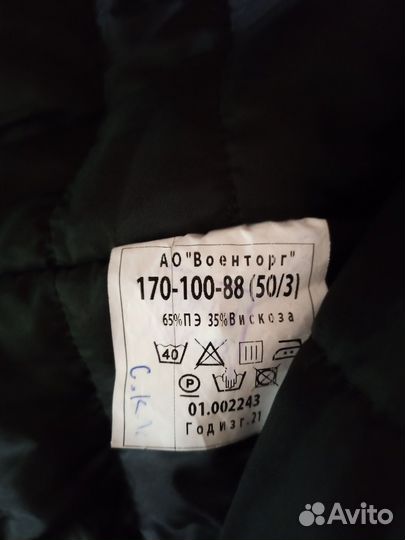 АО "Военторг"
170-100-88 (50/3)
65%ПЭ 35%Вискоза
40
P
01.002243
Год изг. 21
Avito